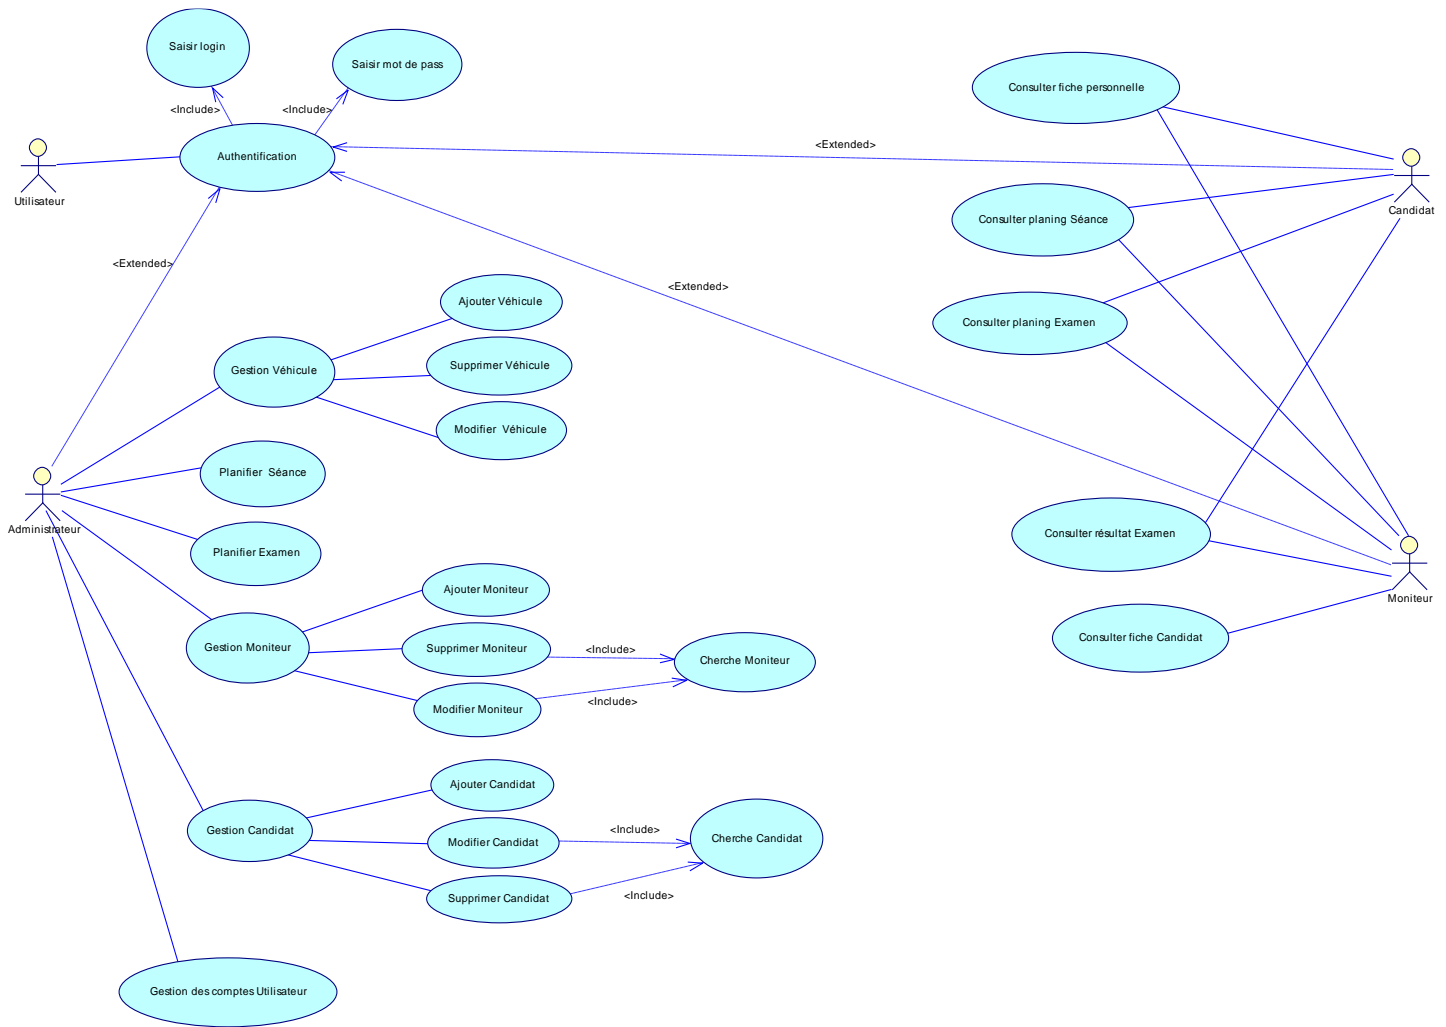 Saisir login
Saisir mot de pass
Consulter fiche personnelle
<Include>
<Include>
Authentification
<Extended>
Utilisateur
Candidat
Consulter planing Séance
<Extended>
<Extended>
Ajouter Véhicule
Consulter planing Examen
Gestion Véhicule
Supprimer Véhicule
Modifier  Véhicule
Planifier  Séance
Administrateur
Planifier Examen
Consulter résultat Examen
Moniteur
Ajouter Moniteur
Gestion Moniteur
Supprimer Moniteur
<Include>
Cherche Moniteur
Consulter fiche Candidat
Modifier Moniteur
<Include>
Ajouter Candidat
Gestion Candidat
Modifier Candidat
<Include>
Cherche Candidat
Supprimer Candidat
<Include>
Gestion des comptes Utilisateur